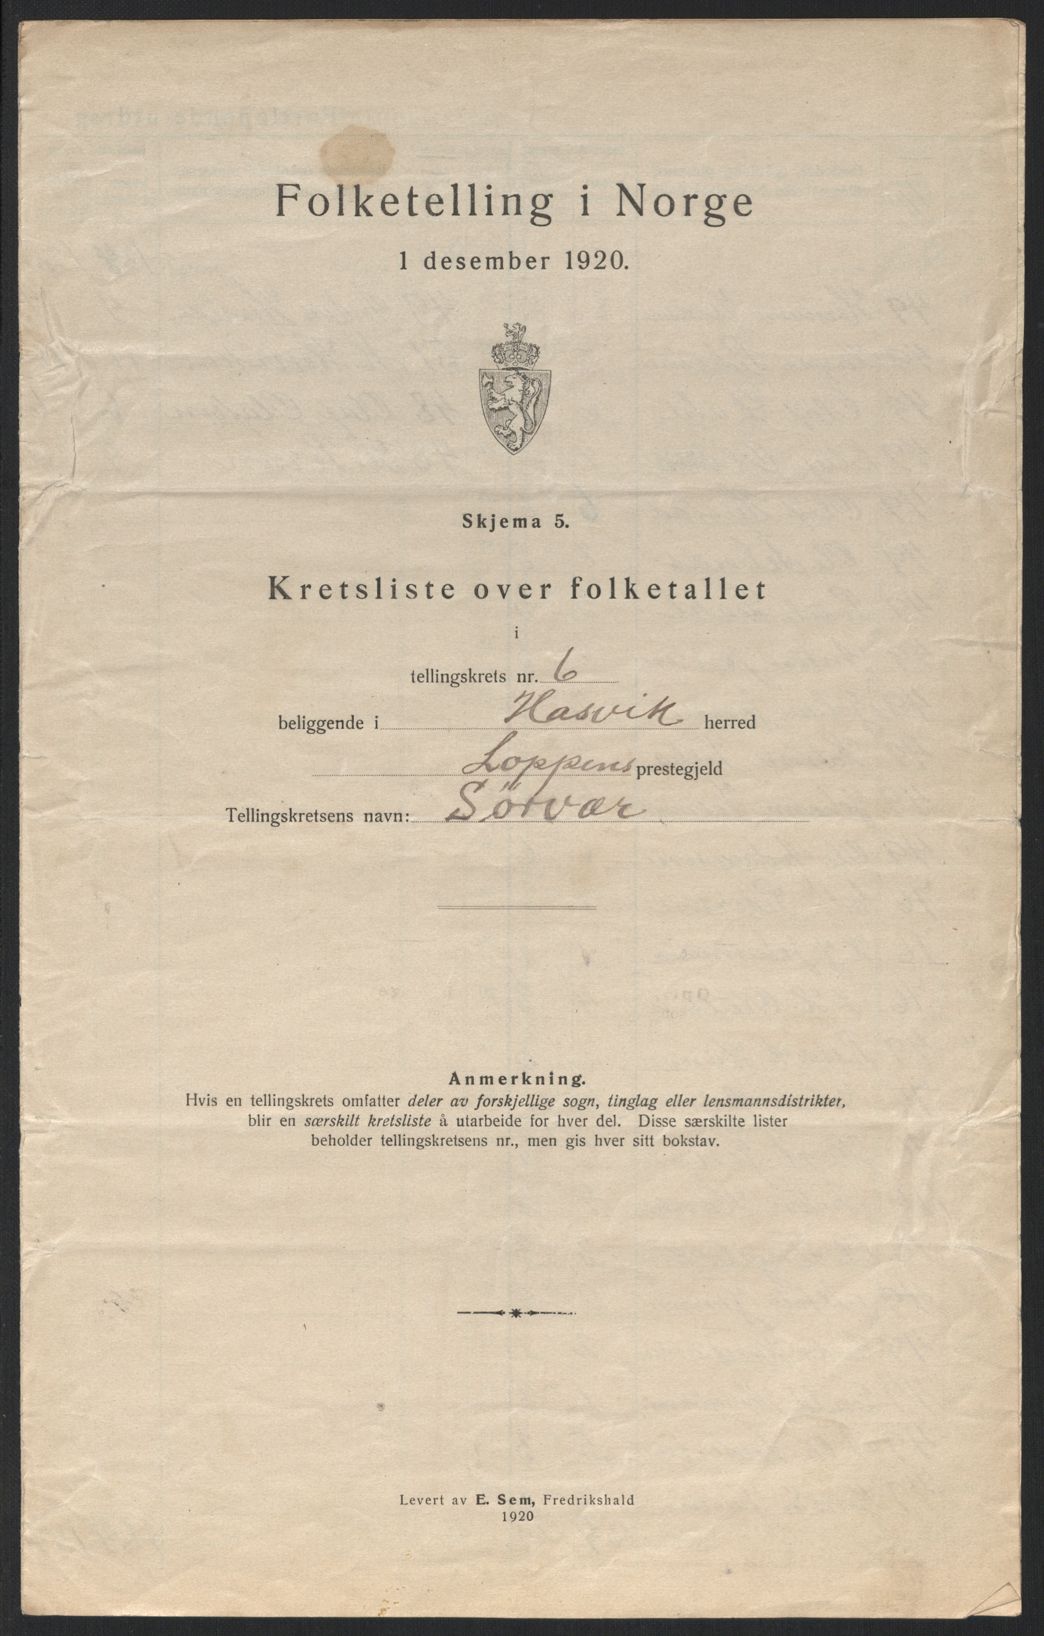 Folketelling i Norge
1 desember 1920.
Skjema 5.
Kretsliste over folketallet
i
tellingskrets nr. 6
beliggende i Hasvik herred
Loppens prestegjeld
Tellingskretsens navn: Sörvær
Anmerkning.
Hvis en tellingskrets omfatter deler av forskjellige sogn, tinglag eller lensmannsdistrikter,
blir en særskilt kretsliste å utarbeide for hver del. Disse særskilte lister
beholder tellingskretsens nr., men gis hver sitt bokstav.
Levert av E. Sem, Fredrikshald
1920